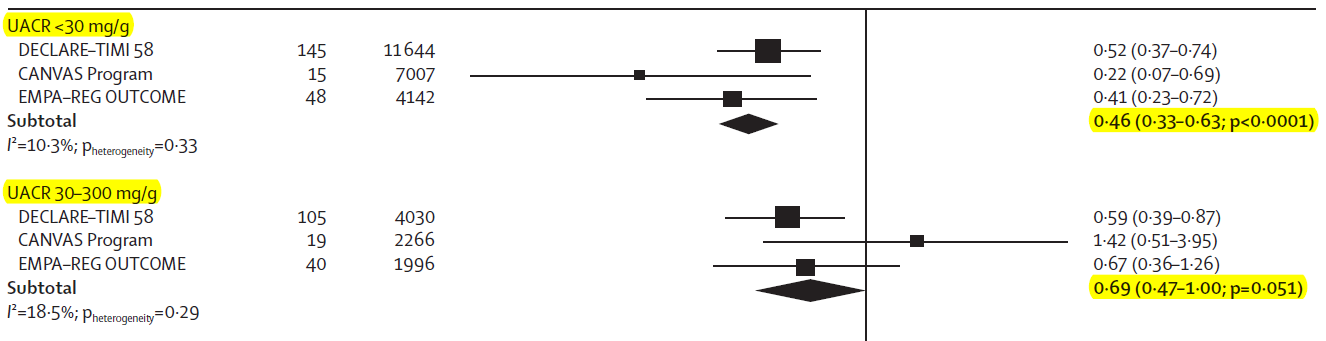 UACR <30 mg/g
DECLARE–TIMI 58 145 11 644 0·52 (0·37–0·74)
CANVAS Program 15 7007 0·22 (0·07–0·69)
EMPA–REG OUTCOME 48 4142 0·41 (0·23–0·72)
Subtotal 0·46 (0·33–0·63; p<0·0001)
I²=10·3%; pheterogeneity=0·33
UACR 30–300 mg/g
DECLARE–TIMI 58 105 4030 0·59 (0·39–0·87)
CANVAS Program 19 2266 1·42 (0·51–3·95)
EMPA–REG OUTCOME 40 1996 0·67 (0·36–1·26)
Subtotal 0·69 (0·47–1·00; p=0·051)
I²=18·5%; pheterogeneity=0·29